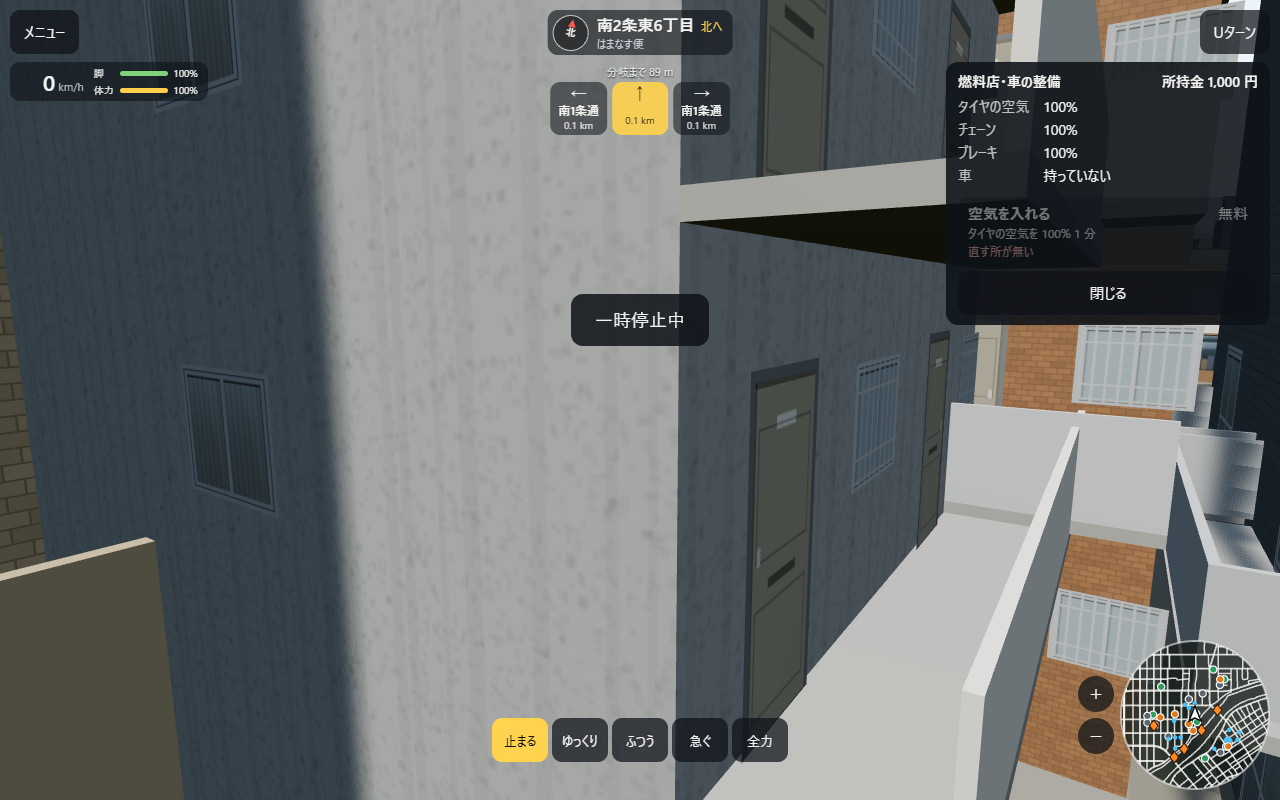 メニュー
0 km/h
脚 100%
体力 100%
北
南2条東6丁目 北へ
はまなす便
分岐まで 89 m
← ↑ →
南1条通 南1条通
0.1 km 0.1 km 0.1 km
Uターン
燃料店・車の整備 所持金 1,000 円
タイヤの空気 100%
チェーン 100%
ブレーキ 100%
車 持っていない
空気を入れる 無料
タイヤの空気を 100% 1 分
直す所が無い
閉じる
一時停止中
+
−
止まる ゆっくり ふつう 急ぐ 全力